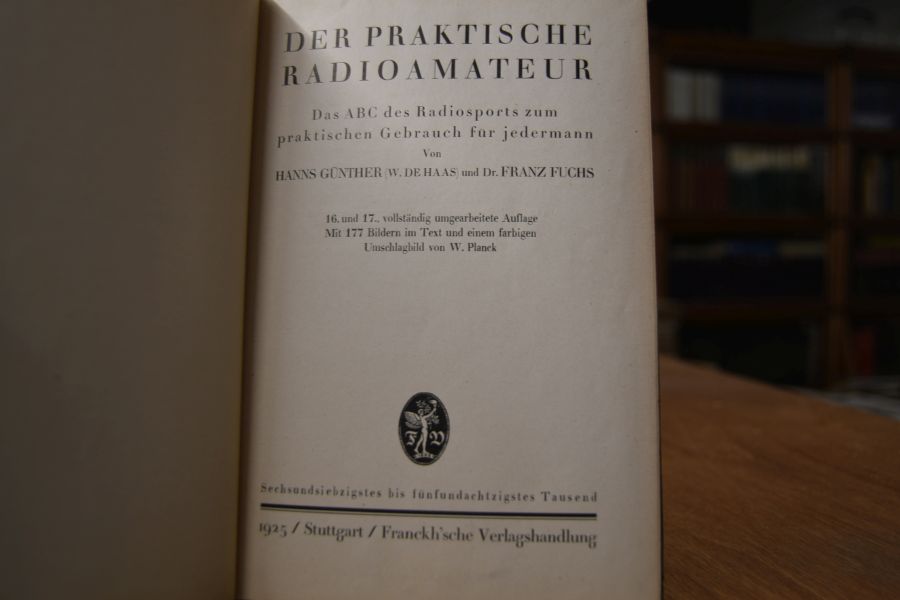 DER PRAKTISCHE
RADIOAMATEUR
Das ABC des Radiosports zum
praktischen Gebrauch für jedermann
Von
HANNS GÜNTHER (W. DE HAAS) und Dr. FRANZ FUCHS
16. und 17., vollständig umgearbeitete Auflage
Mit 177 Bildern im Text und einem farbigen
Umschlagbild von W. Planck
F V
Sechsundsiebzigstes bis fünfundachtzigstes Tausend
1925 / Stuttgart / Franckh'sche Verlagshandlung